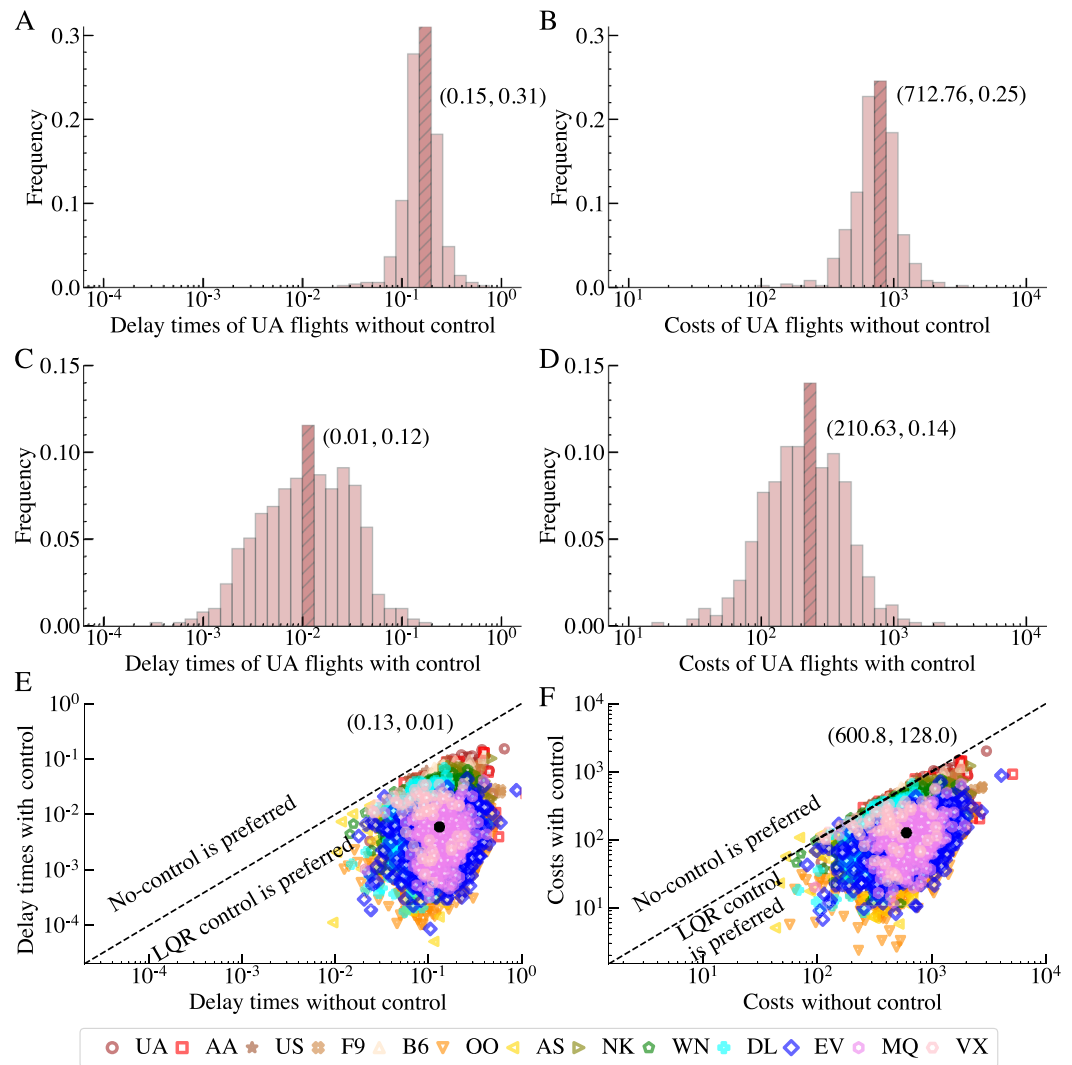 A
0.3
0.2
0.1
0.0
Frequency
(0.15, 0.31)
10^-4
10^-3
10^-2
10^-1
10^0
Delay times of UA flights without control
B
0.3
0.2
0.1
0.0
Frequency
(712.76, 0.25)
10^1
10^2
10^3
10^4
Costs of UA flights without control
C
0.15
0.10
0.05
0.00
Frequency
(0.01, 0.12)
10^-4
10^-3
10^-2
10^-1
10^0
Delay times of UA flights with control
D
0.15
0.10
0.05
0.00
Frequency
(210.63, 0.14)
10^1
10^2
10^3
10^4
Costs of UA flights with control
E
10^0
10^-1
10^-2
10^-3
10^-4
Delay times with control
(0.13, 0.01)
No-control is preferred
LQR control is preferred
10^-4
10^-3
10^-2
10^-1
10^0
Delay times without control
F
10^4
10^3
10^2
10^1
Costs with control
(600.8, 128.0)
No-control is preferred
LQR control
is preferred
10^1
10^2
10^3
10^4
Costs without control
UA AA US F9 B6 OO AS NK WN DL EV MQ VX